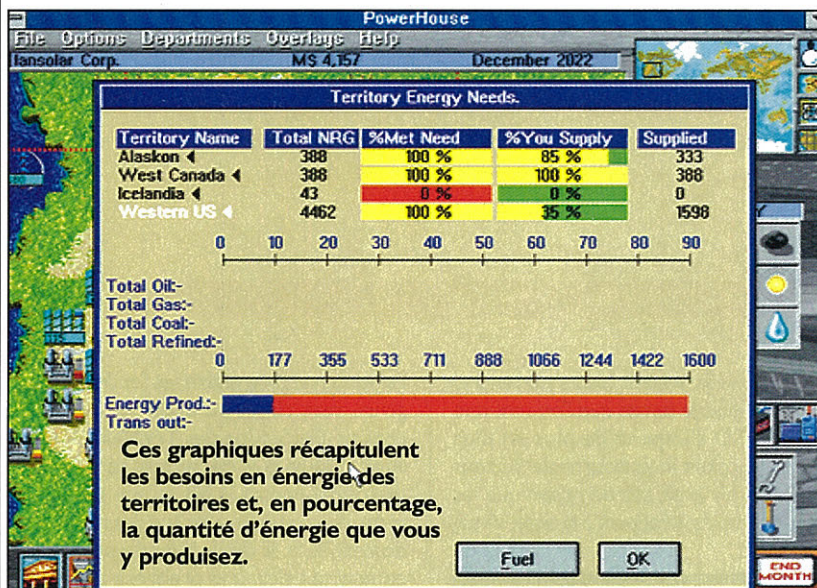 PowerHouse
File Options Departments Overlays Help
lansolar Corp. M$ 4,157 December 2022
Territory Energy Needs.
Territory Name Total NRG %Met Need %You Supply Supplied
Alaskon 388 100 % 85 % 333
West Canada 388 100 % 100 % 388
Icelandia 43 0 % 0 % 0
Western US 4462 100 % 35 % 1598
0 10 20 30 40 50 60 70 80 90
Total Oil:-
Total Gas:-
Total Coal:-
Total Refined:-
0 177 355 533 711 888 1066 1244 1422 1600
Energy Prod.:-
Trans out:-
Ces graphiques récapitulent
les besoins en énergie des
territoires et, en pourcentage,
la quantité d'énergie que vous
y produisez.
Fuel OK
END
MONTH